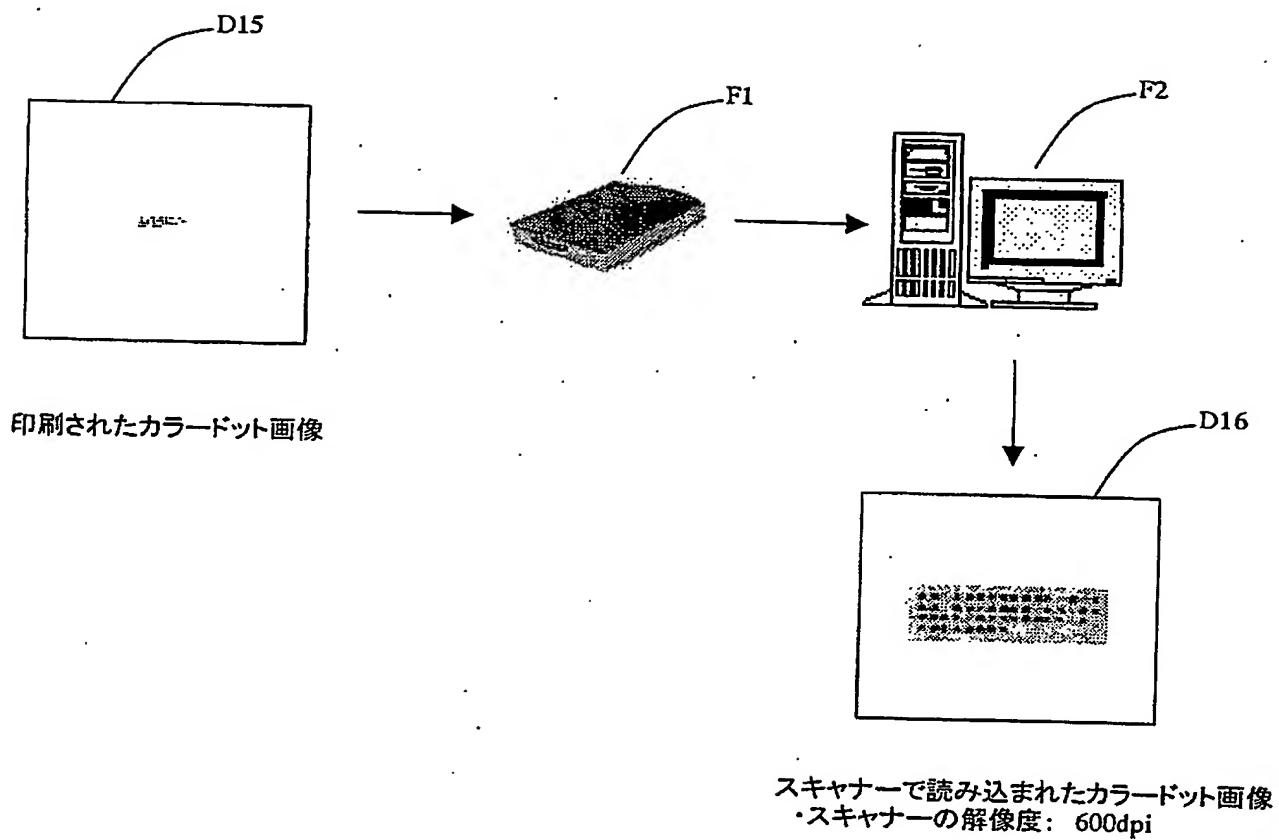 D15
F1
F2
印刷されたカラードット画像
D16
スキャナーで読み込まれたカラードット画像
・スキャナーの解像度： 600dpi